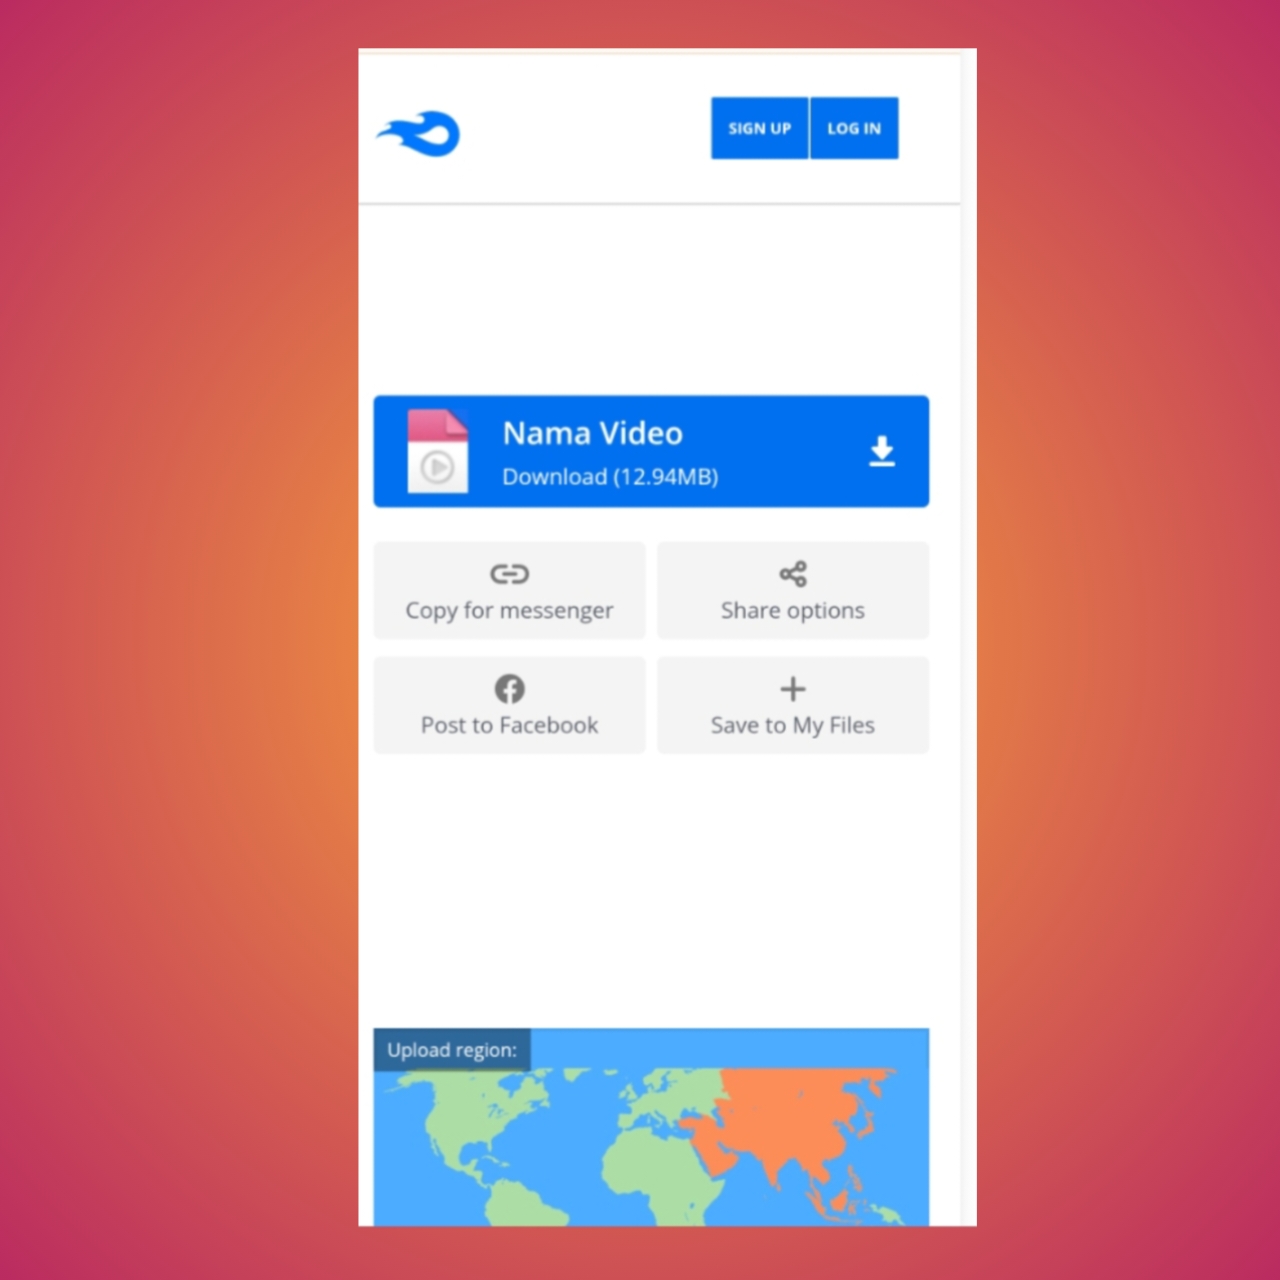 SIGN UP
LOG IN
Nama Video
Download (12.94MB)
Copy for messenger
Share options
Post to Facebook
Save to My Files
Upload region: